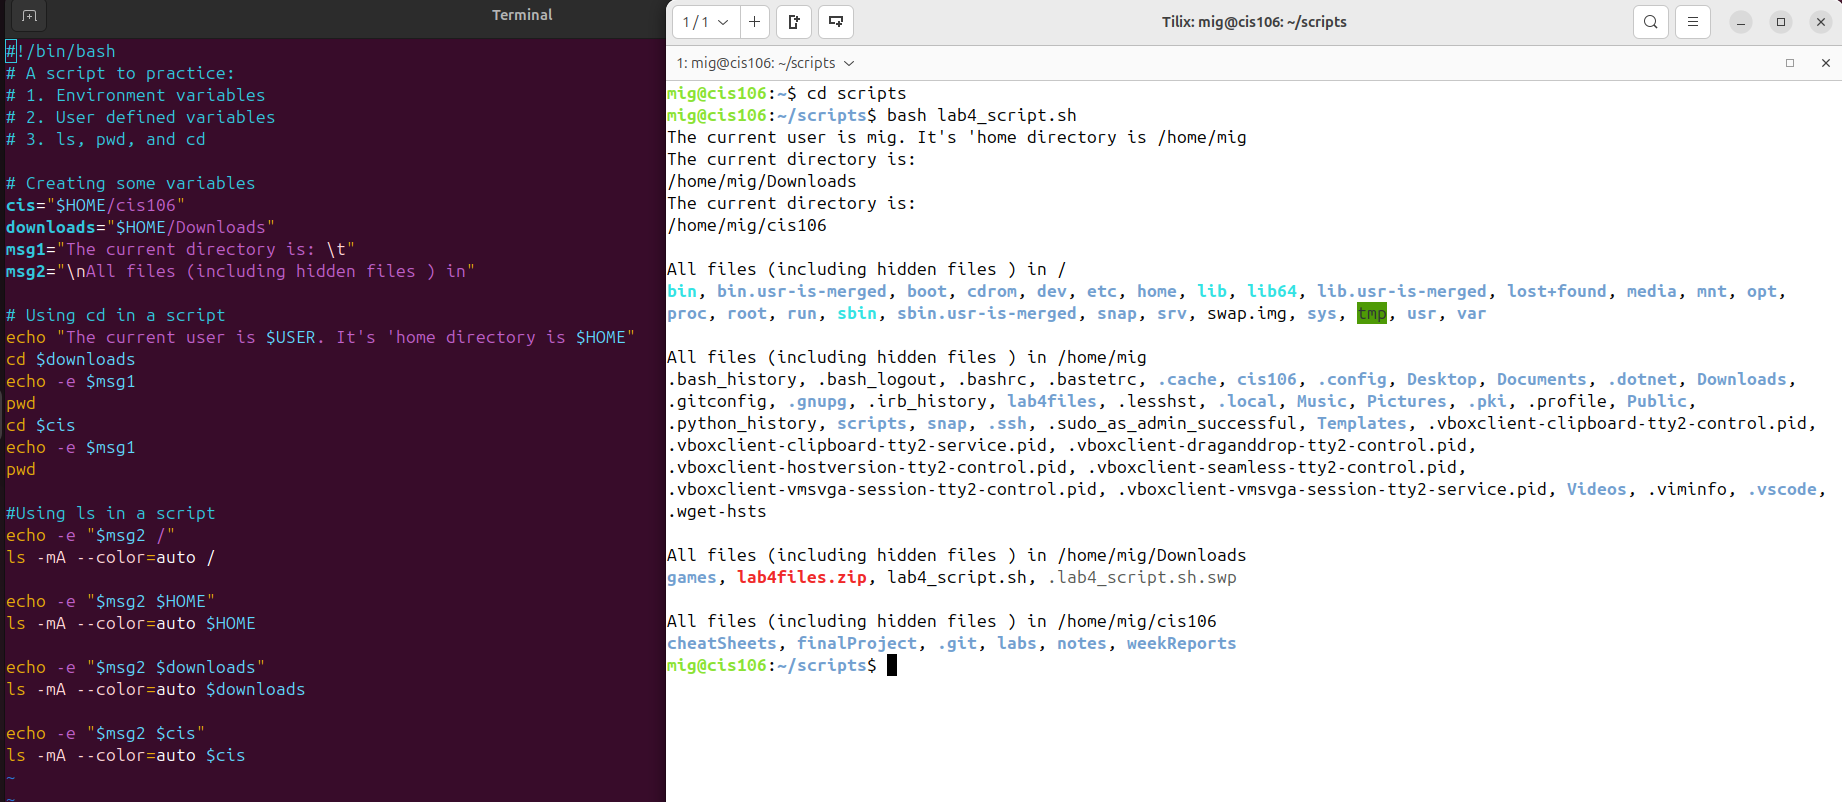 Terminal
#!/bin/bash
# A script to practice:
# 1. Environment variables
# 2. User defined variables
# 3. ls, pwd, and cd
# Creating some variables
cis="$HOME/cis106"
downloads="$HOME/Downloads"
msg1="The current directory is: \t"
msg2="\nAll files (including hidden files ) in"
# Using cd in a script
echo "The current user is $USER. It's 'home directory is $HOME"
cd $downloads
echo -e $msg1
pwd
cd $cis
echo -e $msg1
pwd
#Using ls in a script
echo -e "$msg2 /"
ls -mA --color=auto /
echo -e "$msg2 $HOME"
ls -mA --color=auto $HOME
echo -e "$msg2 $downloads"
ls -mA --color=auto $downloads
echo -e "$msg2 $cis"
ls -mA --color=auto $cis
~
~
1 / 1
Tilix: mig@cis106: ~/scripts
1: mig@cis106: ~/scripts
mig@cis106:~$ cd scripts
mig@cis106:~/scripts$ bash lab4_script.sh
The current user is mig. It's 'home directory is /home/mig
The current directory is:
/home/mig/Downloads
The current directory is:
/home/mig/cis106
All files (including hidden files ) in /
bin, bin.usr-is-merged, boot, cdrom, dev, etc, home, lib, lib64, lib.usr-is-merged, lost+found, media, mnt, opt,
proc, root, run, sbin, sbin.usr-is-merged, snap, srv, swap.img, sys, tmp, usr, var
All files (including hidden files ) in /home/mig
.bash_history, .bash_logout, .bashrc, .bastetrc, .cache, cis106, .config, Desktop, Documents, .dotnet, Downloads,
.gitconfig, .gnupg, .irb_history, lab4files, .lesshst, .local, Music, Pictures, .pki, .profile, Public,
.python_history, scripts, snap, .ssh, .sudo_as_admin_successful, Templates, .vboxclient-clipboard-tty2-control.pid,
.vboxclient-clipboard-tty2-service.pid, .vboxclient-draganddrop-tty2-control.pid,
.vboxclient-hostversion-tty2-control.pid, .vboxclient-seamless-tty2-control.pid,
.vboxclient-vmsvga-session-tty2-control.pid, .vboxclient-vmsvga-session-tty2-service.pid, Videos, .viminfo, .vscode,
.wget-hsts
All files (including hidden files ) in /home/mig/Downloads
games, lab4files.zip, lab4_script.sh, .lab4_script.sh.swp
All files (including hidden files ) in /home/mig/cis106
cheatSheets, finalProject, .git, labs, notes, weekReports
mig@cis106:~/scripts$